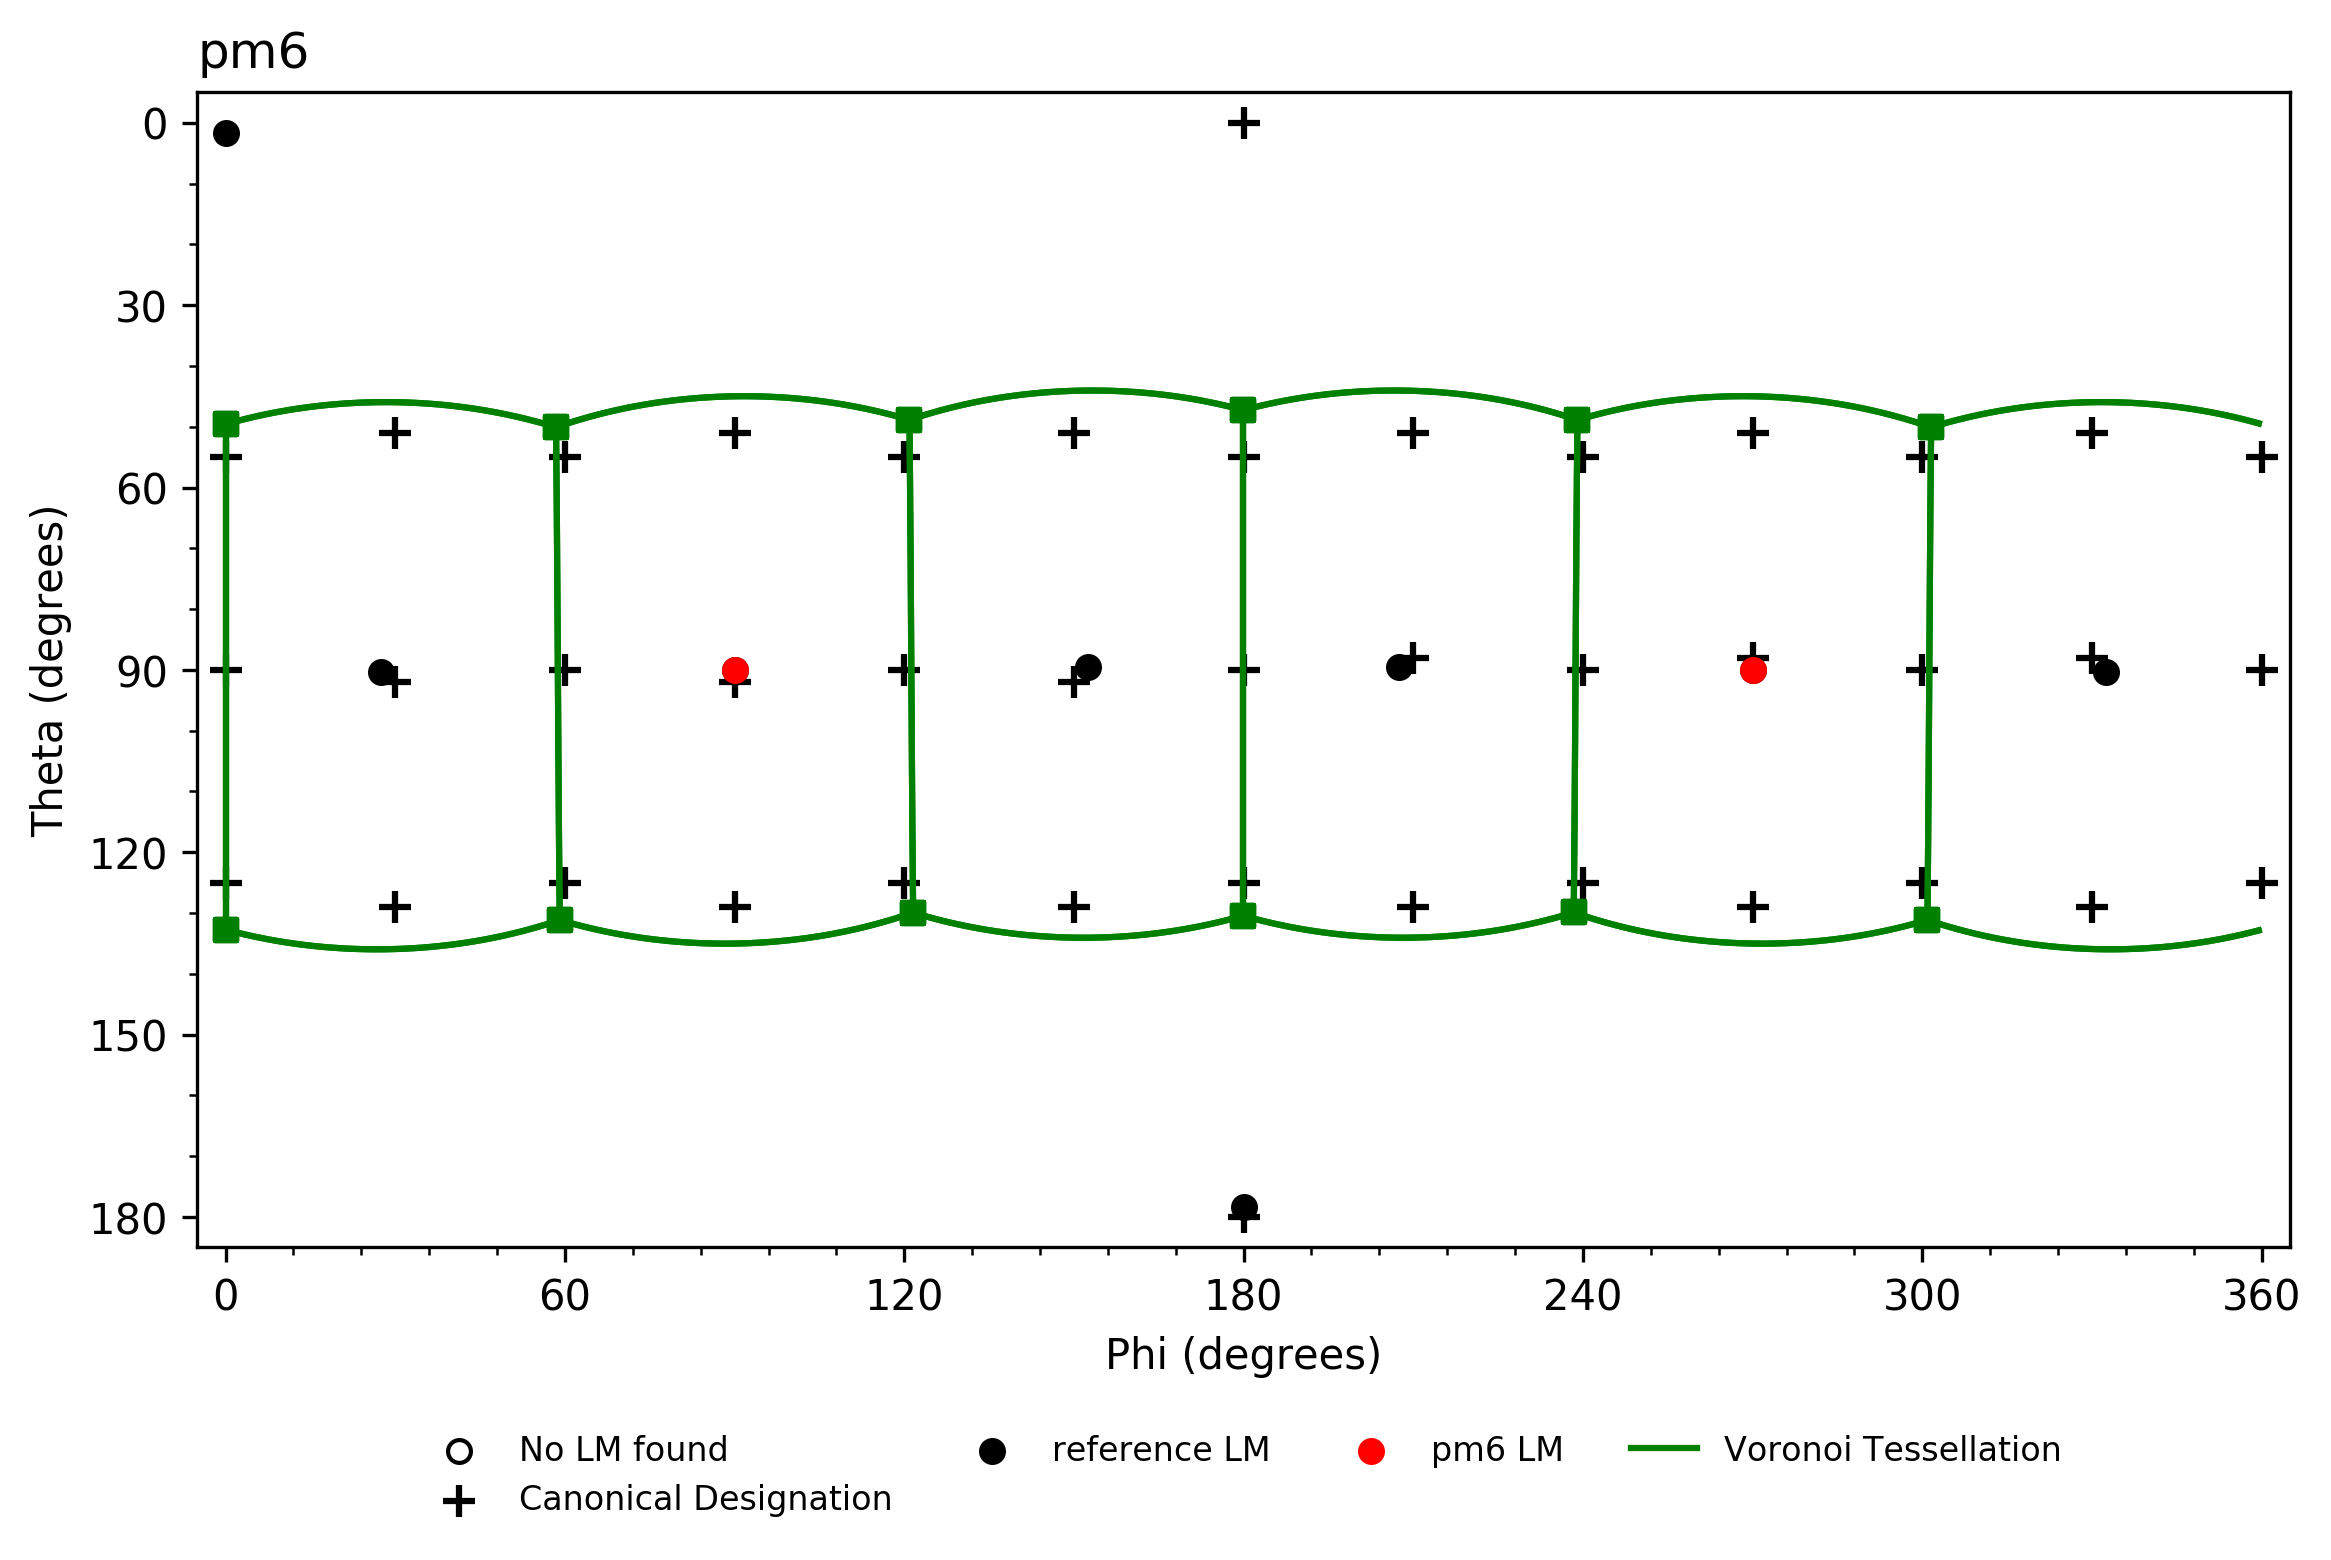 pm6
0
30
60
90
120
150
180
Theta (degrees)
0 60 120 180 240 300 360
Phi (degrees)
No LM found reference LM pm6 LM Voronoi Tessellation
Canonical Designation